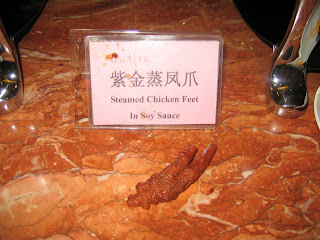 紫金蒸凤爪
Steamed Chicken Feet
In Soy Sauce